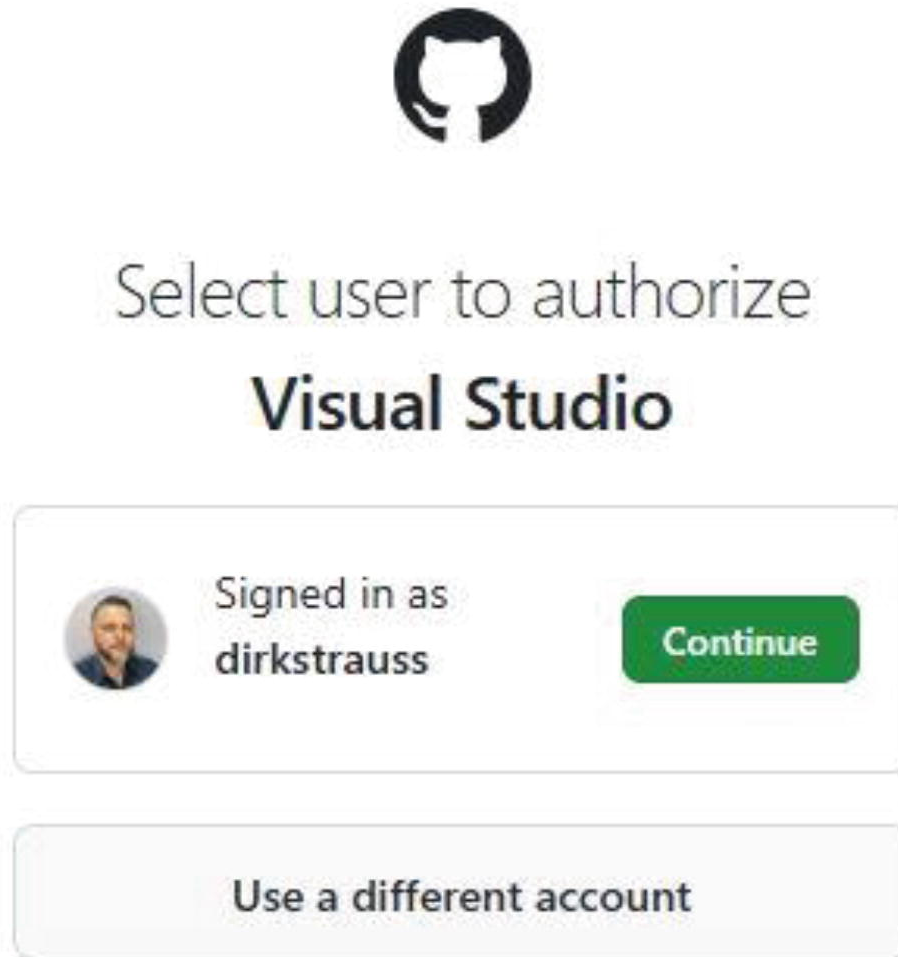 Select user to authorize
Visual Studio
Signed in as
dirkstrauss
Continue
Use a different account